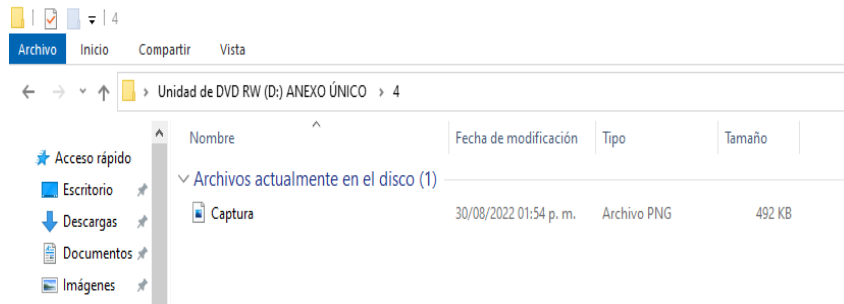 4
Archivo Inicio Compartir Vista
Unidad de DVD RW (D:) ANEXO ÚNICO > 4
Nombre Fecha de modificación Tipo Tamaño
Acceso rápido
Archivos actualmente en el disco (1)
Escritorio
Captura 30/08/2022 01:54 p. m. Archivo PNG 492 KB
Descargas
Documentos
Imágenes